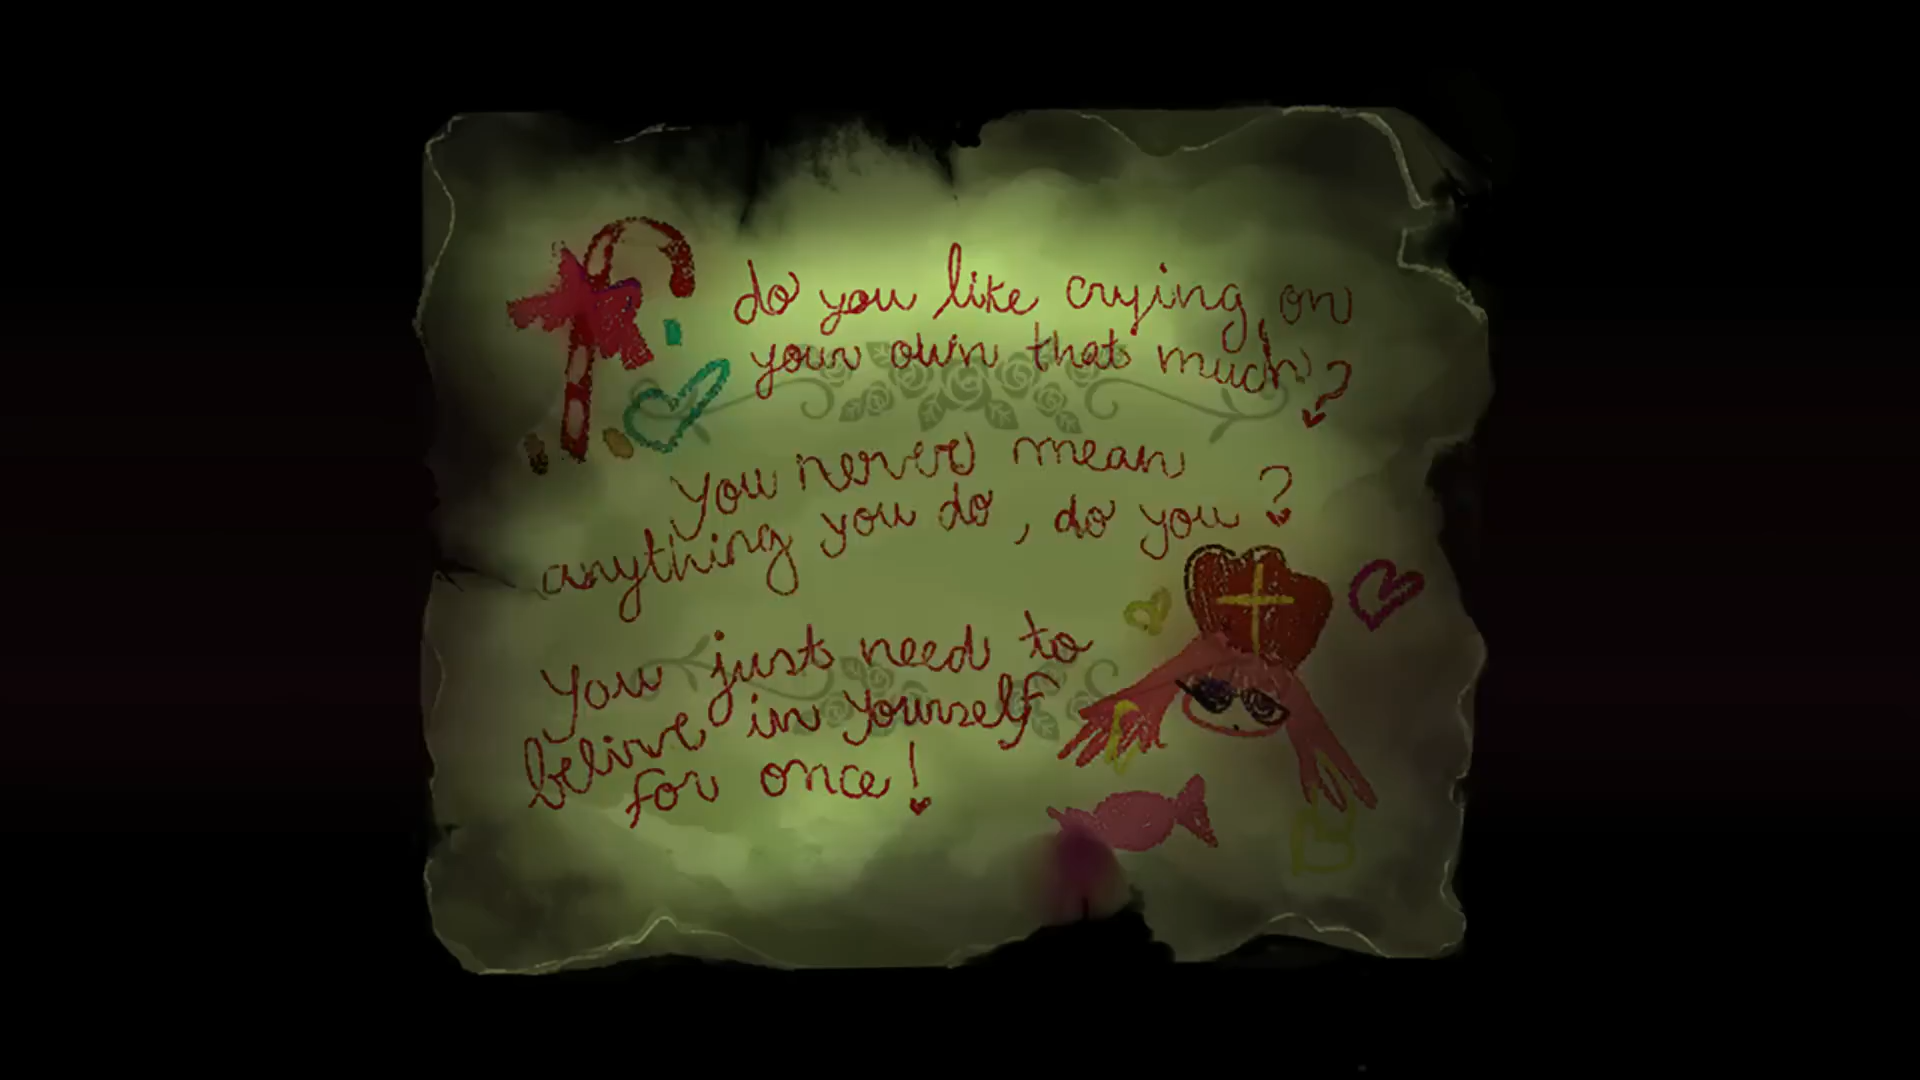 do you like crying on
your own that much?
You never mean
anything you do, do you?
You just need to
belive in yourself
for once!